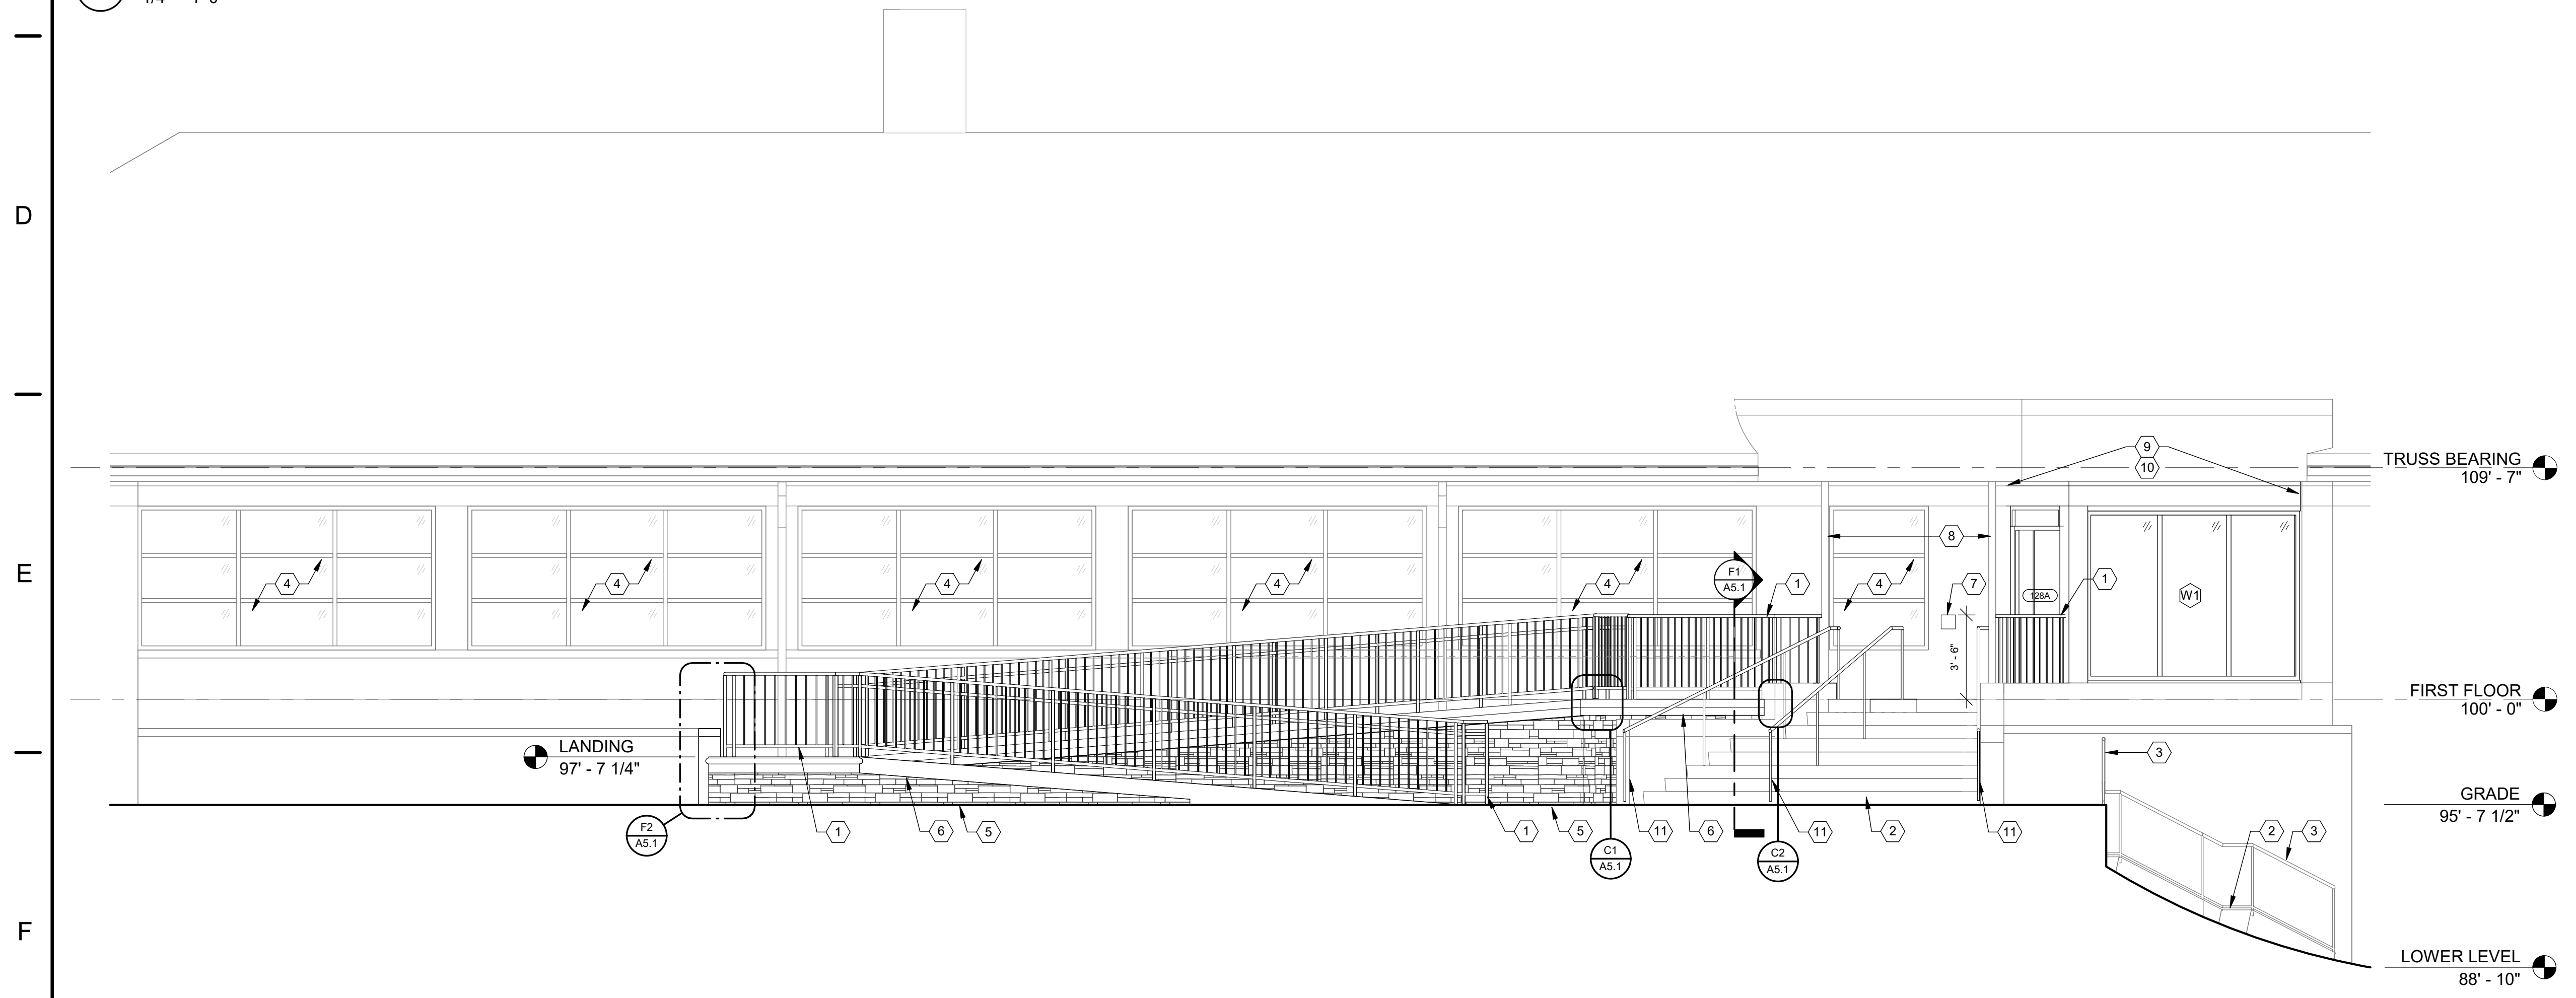 D
TRUSS BEARING
109' - 7"
9
10
8
E
4
4
4
4
4
F1
A5.1
1
4
7
128A
1
W1
3' - 6"
FIRST FLOOR
100' - 0"
LANDING
97' - 7 1/4"
3
GRADE
95' - 7 1/2"
F2
A5.1
1
6
5
1
5
C1
A5.1
11
6
C2
A5.1
11
2
11
2
3
F
LOWER LEVEL
88' - 10"